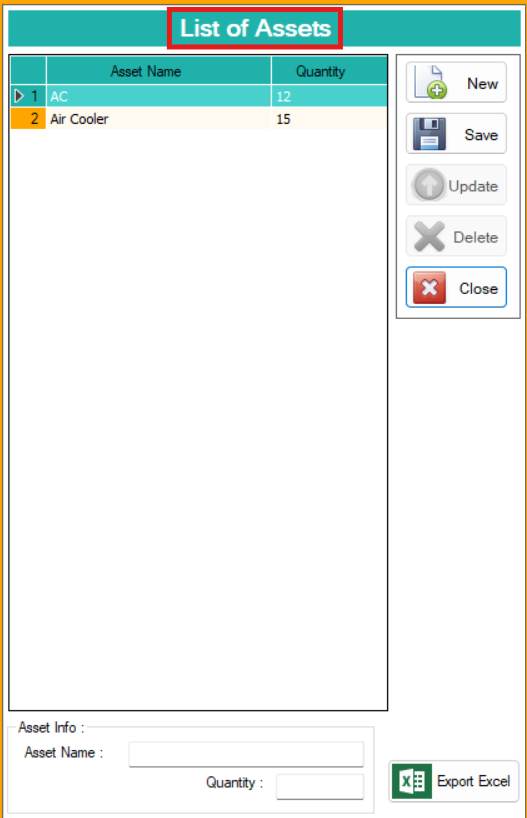 List of Assets
Asset Name Quantity
1 AC 12
2 Air Cooler 15
New
Save
Update
Delete
Close
Asset Info :
Asset Name :
Quantity :
Export Excel